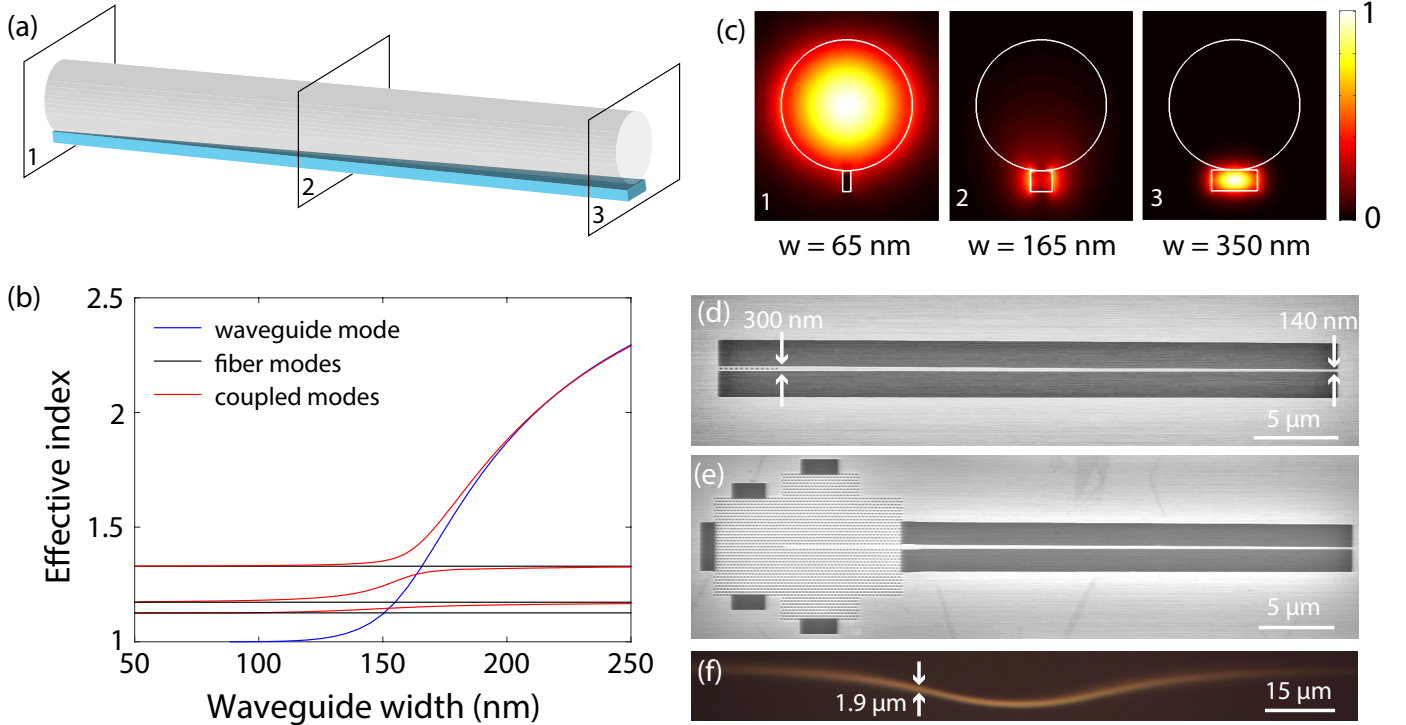 (a)
1
2
3
(b)
2.5
2
1.5
1
waveguide mode
fiber modes
coupled modes
Effective index
50
100
150
200
250
Waveguide width (nm)
(c)
1
2
3
1
0
w = 65 nm
w = 165 nm
w = 350 nm
(d)
300 nm
140 nm
5 μm
(e)
5 μm
(f)
1.9 μm
15 μm